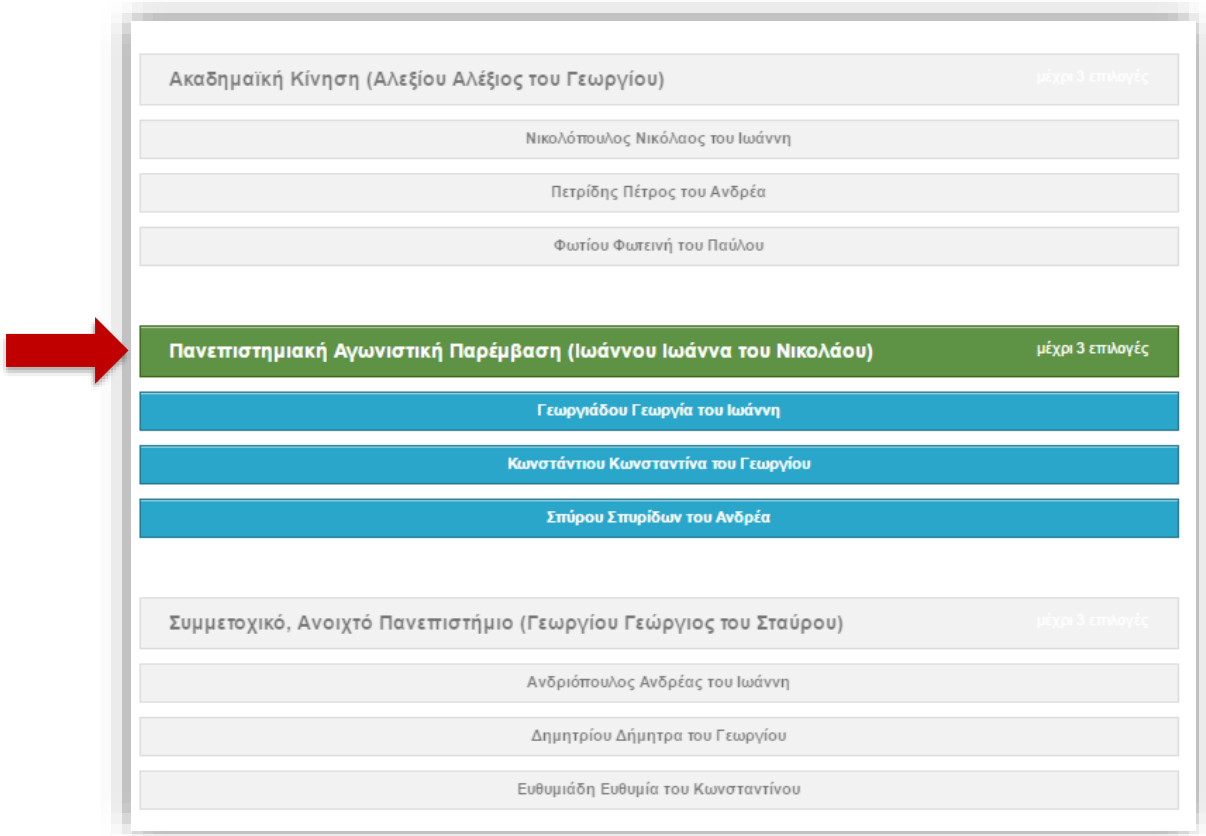 Ακαδημαϊκή Κίνηση (Αλεξίου Αλέξιος του Γεωργίου) μέχρι 3 επιλογές
Νικολόπουλος Νικόλαος του Ιωάννη
Πετρίδης Πέτρος του Ανδρέα
Φωτίου Φωτεινή του Παύλου
Πανεπιστημιακή Αγωνιστική Παρέμβαση (Ιωάννου Ιωάννα του Νικολάου) μέχρι 3 επιλογές
Γεωργιάδου Γεωργία του Ιωάννη
Κωνστάντιου Κωνσταντίνα του Γεωργίου
Σπύρου Σπυρίδων του Ανδρέα
Συμμετοχικό, Ανοιχτό Πανεπιστήμιο (Γεωργίου Γεώργιος του Σταύρου) μέχρι 3 επιλογές
Ανδριόπουλος Ανδρέας του Ιωάννη
Δημητρίου Δήμητρα του Γεωργίου
Ευθυμιάδη Ευθυμία του Κωνσταντίνου